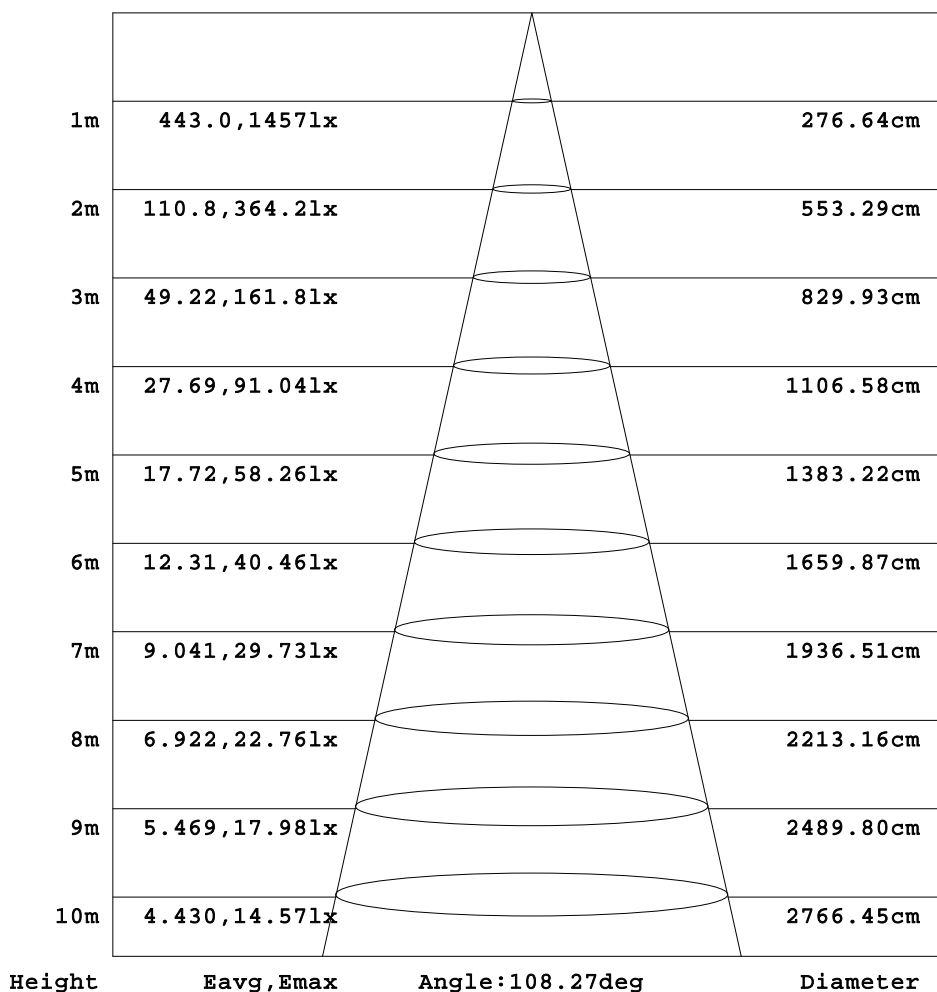 1m 443.0,1457lx 276.64cm
2m 110.8,364.2lx 553.29cm
3m 49.22,161.8lx 829.93cm
4m 27.69,91.04lx 1106.58cm
5m 17.72,58.26lx 1383.22cm
6m 12.31,40.46lx 1659.87cm
7m 9.041,29.73lx 1936.51cm
8m 6.922,22.76lx 2213.16cm
9m 5.469,17.98lx 2489.80cm
10m 4.430,14.57lx 2766.45cm
Height Eavg,Emax Angle:108.27deg Diameter